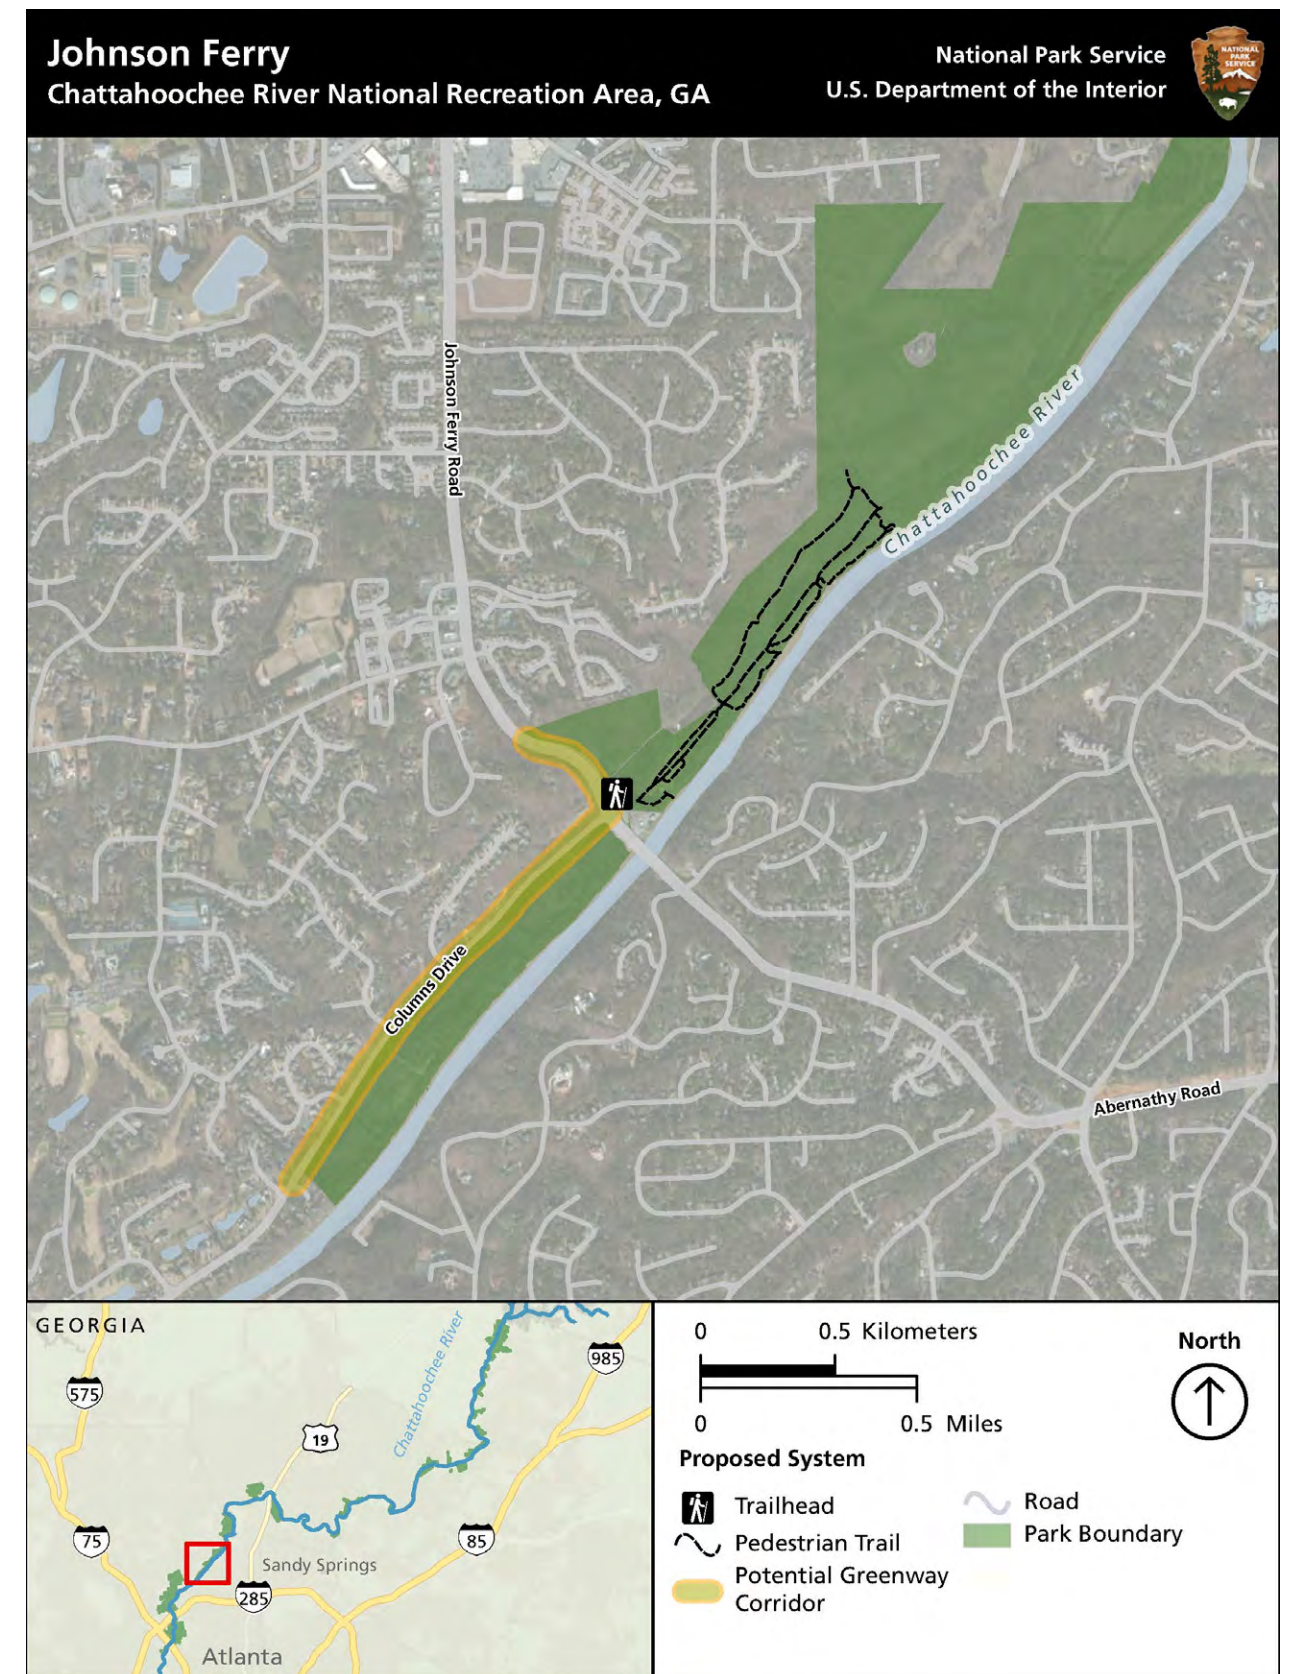 Johnson Ferry
Chattahoochee River National Recreation Area, GA
National Park Service
U.S. Department of the Interior
NATIONAL
PARK
SERVICE
Johnson Ferry Road
Chattahoochee River
Columns Drive
Abernathy Road
GEORGIA
Chattahoochee River
985
575
19
75
85
Sandy Springs
285
Atlanta
0 0.5 Kilometers
0 0.5 Miles
North
Proposed System
Trailhead
Pedestrian Trail
Potential Greenway
Corridor
Road
Park Boundary